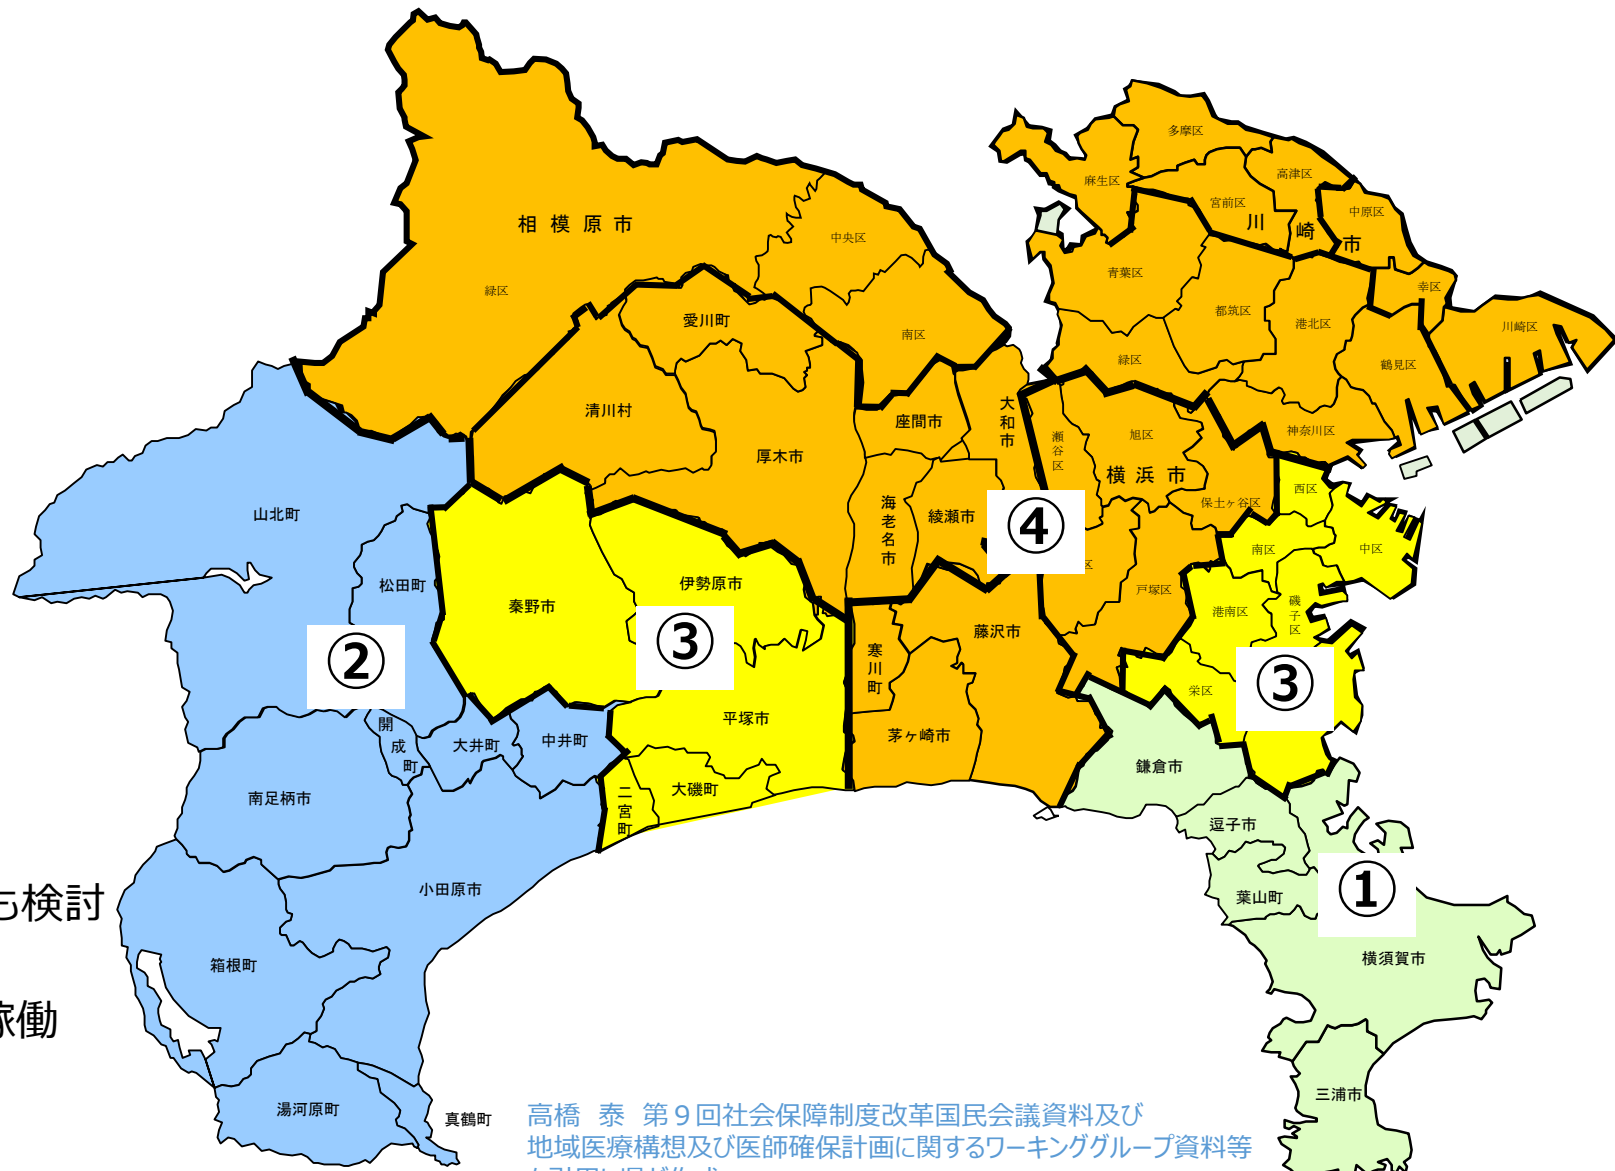 多摩区
麻生区
高津区
宮前区
中原区
川
崎
市
相模原市
中央区
緑区
南区
青葉区
都筑区
港北区
幸区
川崎区
鶴見区
緑区
神奈川区
愛川町
清川村
厚木市
座間市
大和市
海老名市
綾瀬市
瀬谷区
旭区
横浜市
保土ヶ谷区
④
区
戸塚区
西区
南区
中区
港南区
磯子区
栄区
③
山北町
松田町
秦野市
伊勢原市
②
③
平塚市
寒川町
藤沢市
茅ヶ崎市
開成町
大井町
中井町
南足柄市
大磯町
二宮町
鎌倉市
逗子市
葉山町
①
横須賀市
三浦市
小田原市
箱根町
湯河原町
真鶴町
も検討
稼働
高橋 泰 第9回社会保障制度改革国民会議資料及び
地域医療構想及び医師確保計画に関するワーキンググループ資料等